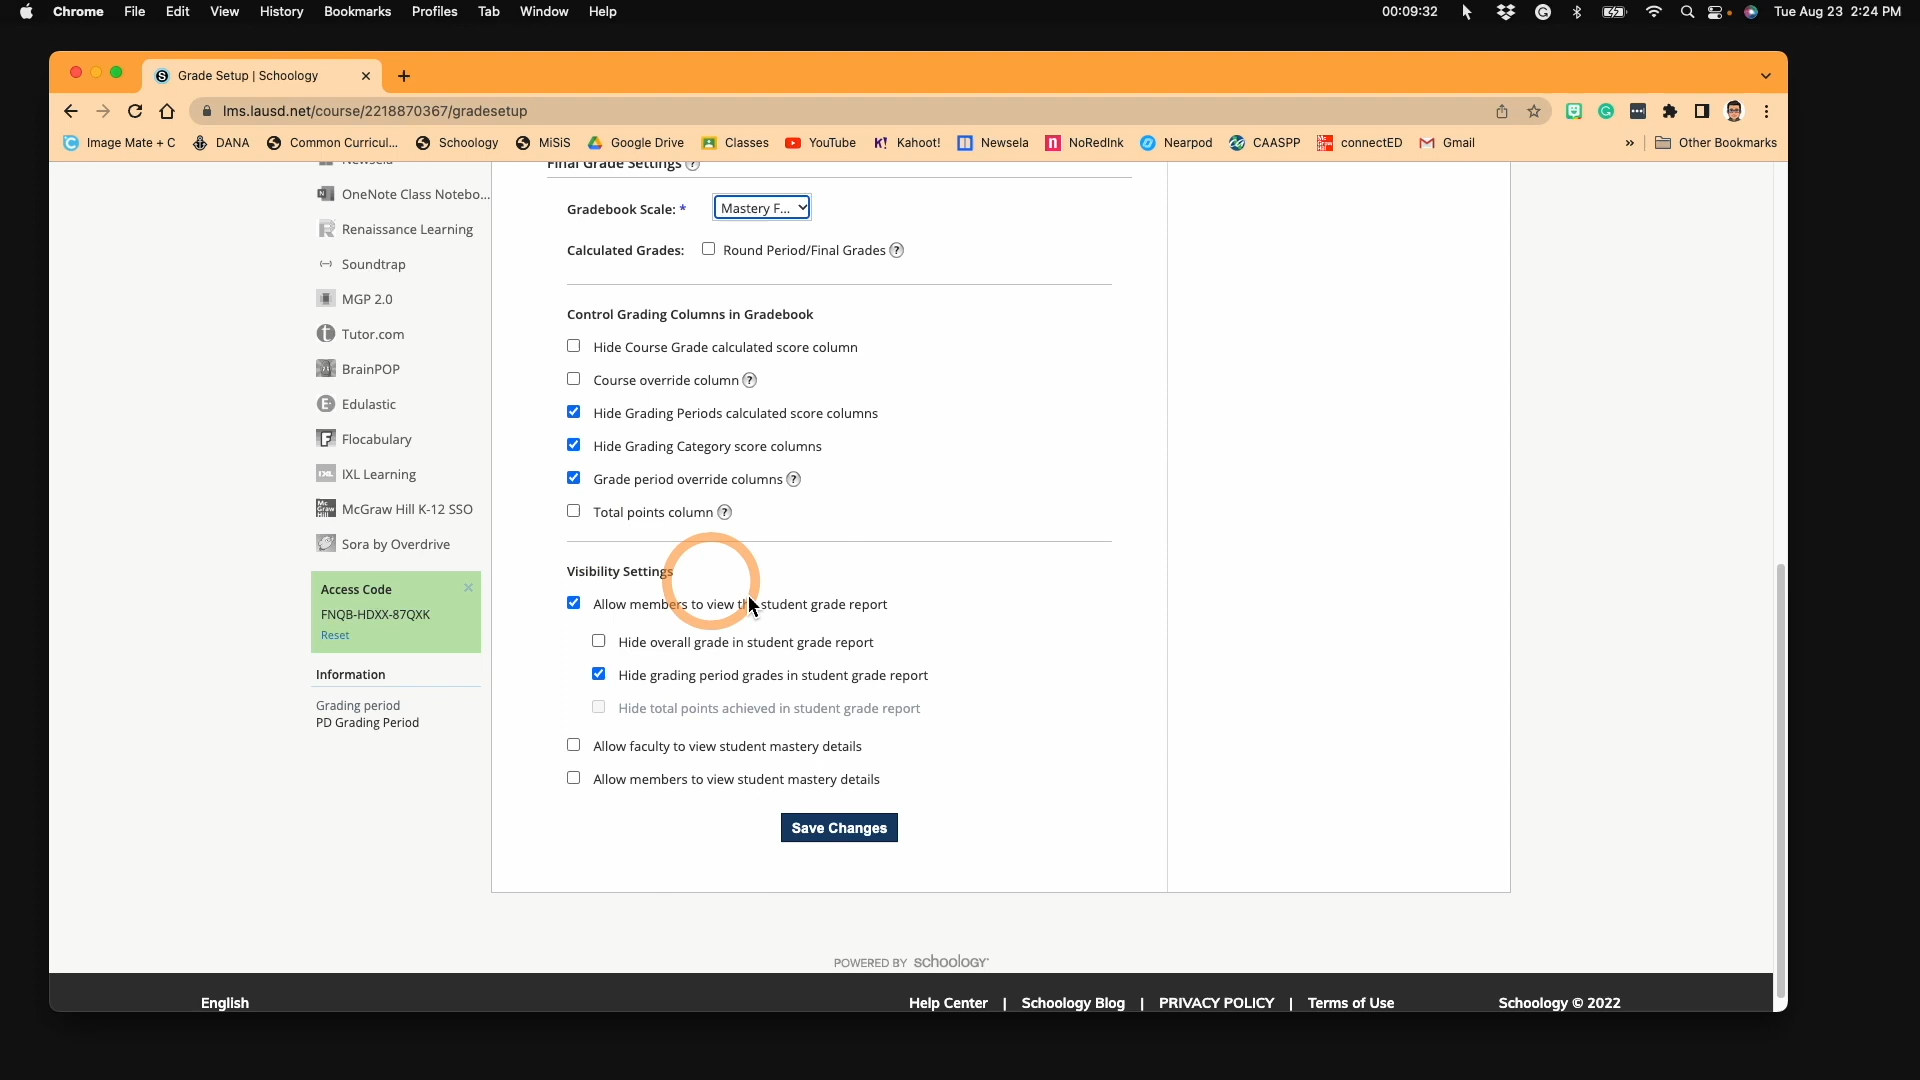 Chrome File Edit View History Bookmarks Profiles Tab Window Help 00:09:32 Tue Aug 23 2:24 PM
Grade Setup | Schoology
lms.lausd.net/course/2218870367/gradesetup
Image Mate + C DANA Common Curricul... Schoology MiSiS Google Drive Classes YouTube Kahoot! Newsela NoRedInk Nearpod CAASPP connectED Gmail » Other Bookmarks
Newsela
OneNote Class Notebo...
Renaissance Learning
Soundtrap
MGP 2.0
Tutor.com
BrainPOP
Edulastic
Flocabulary
IXL Learning
McGraw Hill K-12 SSO
Sora by Overdrive
Access Code
FNQB-HDXX-87QXK
Reset
Information
Grading period
PD Grading Period
Final Grade Settings ?
Gradebook Scale: * Mastery F...
Calculated Grades: Round Period/Final Grades ?
Control Grading Columns in Gradebook
Hide Course Grade calculated score column
Course override column ?
Hide Grading Periods calculated score columns
Hide Grading Category score columns
Grade period override columns ?
Total points column ?
Visibility Settings
Allow members to view the student grade report
Hide overall grade in student grade report
Hide grading period grades in student grade report
Hide total points achieved in student grade report
Allow faculty to view student mastery details
Allow members to view student mastery details
Save Changes
POWERED BY schoology
English Help Center | Schoology Blog | PRIVACY POLICY | Terms of Use Schoology © 2022